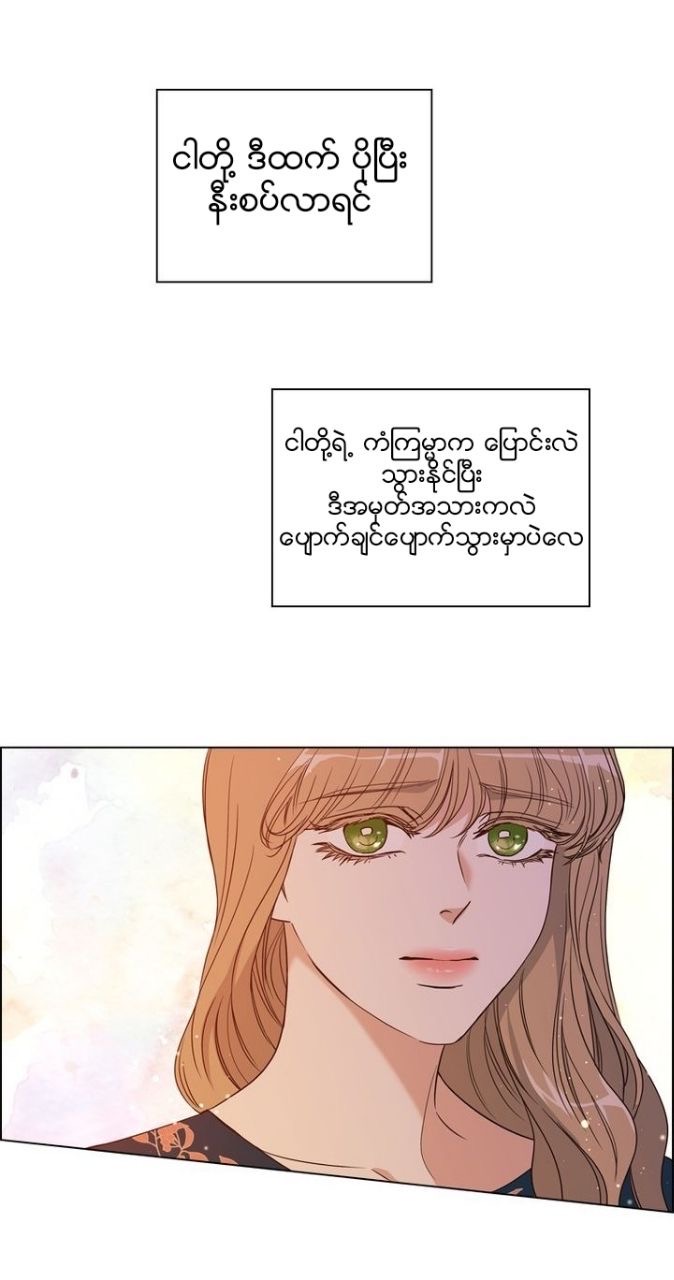 ငါတို့ ဒီထက် ပိုပြီး
နီးစပ်လာရင်
ငါတို့ရဲ့ ကံကြမ္မာက ပြောင်းလဲ
သွားနိုင်ပြီး
ဒီအမှတ်အသားကလဲ
ပျောက်ချင်ပျောက်သွားမှာပဲလေ